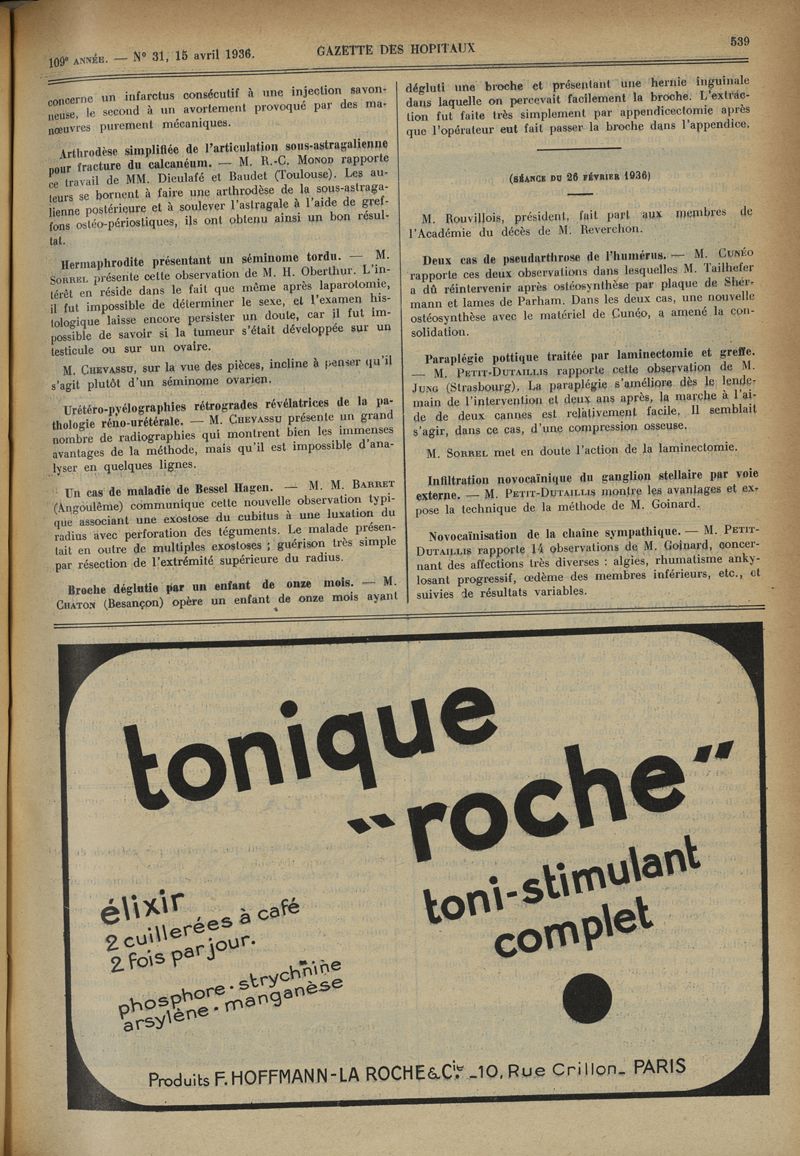 109e ANNÉE. — N° 31, 15 avril 1936.
GAZETTE DES HOPITAUX
539
concerne un infarctus consécutif à une injection savon-
neuse, le second à un avortement provoqué par des ma-
nœuvres purement mécaniques.
Arthrodèse simplifiée de l'articulation sous-astragalienne
pour fracture du calcanéum. — M. R.-C. MONOD rapporte
ce travail de MM. Dieulafé et Baudet (Toulouse). Les au-
teurs se bornent à faire une arthrodèse de la sous-astraga-
lienne postérieure et à soulever l'astragale à l'aide de gref-
fons ostéo-périostiques, ils ont obtenu ainsi un bon résul-
tat.
Hermaphrodite présentant un séminome tordu. — M.
SORREL présente cette observation de M. H. Oberthur. L'in-
térêt en réside dans le fait que même après laparotomie,
il fut impossible de déterminer le sexe, et l'examen his-
tologique laisse encore persister un doute, car il fut im-
possible de savoir si la tumeur s'était développée sur un
testicule ou sur un ovaire.
M. CHEVASSU, sur la vue des pièces, incline à penser qu'il
s'agit plutôt d'un séminome ovarien.
Urétéro-pyélographies rétrogrades révélatrices de la pa-
thologie réno-urétérale. — M. CHEVASSU présente un grand
nombre de radiographies qui montrent bien les immenses
avantages de la méthode, mais qu'il est impossible d'ana-
lyser en quelques lignes.
Un cas de maladie de Bessel Hagen. — M. M. BARRET
(Angoulême) communique cette nouvelle observation typi-
que associant une exostose du cubitus à une luxation du
radius avec perforation des téguments. Le malade présen-
tait en outre de multiples exostoses ; guérison très simple
par résection de l'extrémité supérieure du radius.
Broche déglutie par un enfant de onze mois. — M.
CHATON (Besançon) opère un enfant de onze mois ayant
dégluti une broche et présentant une hernie inguinale
dans laquelle on percevait facilement la broche. L'extrac-
tion fut faite très simplement par appendicectomie après
que l'opérateur eut fait passer la broche dans l'appendice.
(SÉANCE DU 26 FÉVRIER 1936)
M. Rouvillois, président, fait part aux membres de
l'Académie du décès de M. Reverchon.
Deux cas de pseudarthrose de l'humérus. — M. CUNÉO
rapporte ces deux observations dans lesquelles M. Tailhefer
a dû réintervenir après ostéosynthèse par plaque de Sher-
mann et lames de Parham. Dans les deux cas, une nouvelle
ostéosynthèse avec le matériel de Cunéo, a amené la con-
solidation.
Paraplégie pottique traitée par laminectomie et greffe.
— M. PETIT-DUTAILLIS rapporte cette observation de M.
JUNG (Strasbourg). La paraplégie s'améliore dès le lende-
main de l'intervention et deux ans après, la marche à l'ai-
de de deux cannes est relativement facile. Il semblait
s'agir, dans ce cas, d'une compression osseuse.
M. SORREL met en doute l'action de la laminectomie.
Infiltration novocaïnique du ganglion stellaire par voie
externe. — M. PETIT-DUTAILLIS montre les avantages et ex-
pose la technique de la méthode de M. Goinard.
Novocaïnisation de la chaîne sympathique. — M. PETIT-
DUTAILLIS rapporte 14 observations de M. Goinard, concer-
nant des affections très diverses : algies, rhumatisme anky-
losant progressif, œdème des membres inférieurs, etc., et
suivies de résultats variables.
tonique
"roche"
toni-stimulant
complet
élixir
2 cuillerées à café
2 fois par jour.
phosphore - strychnine
arsylène - manganèse
Produits F. HOFFMANN-LA ROCHE & Cie. _10, Rue Crillon_ PARIS